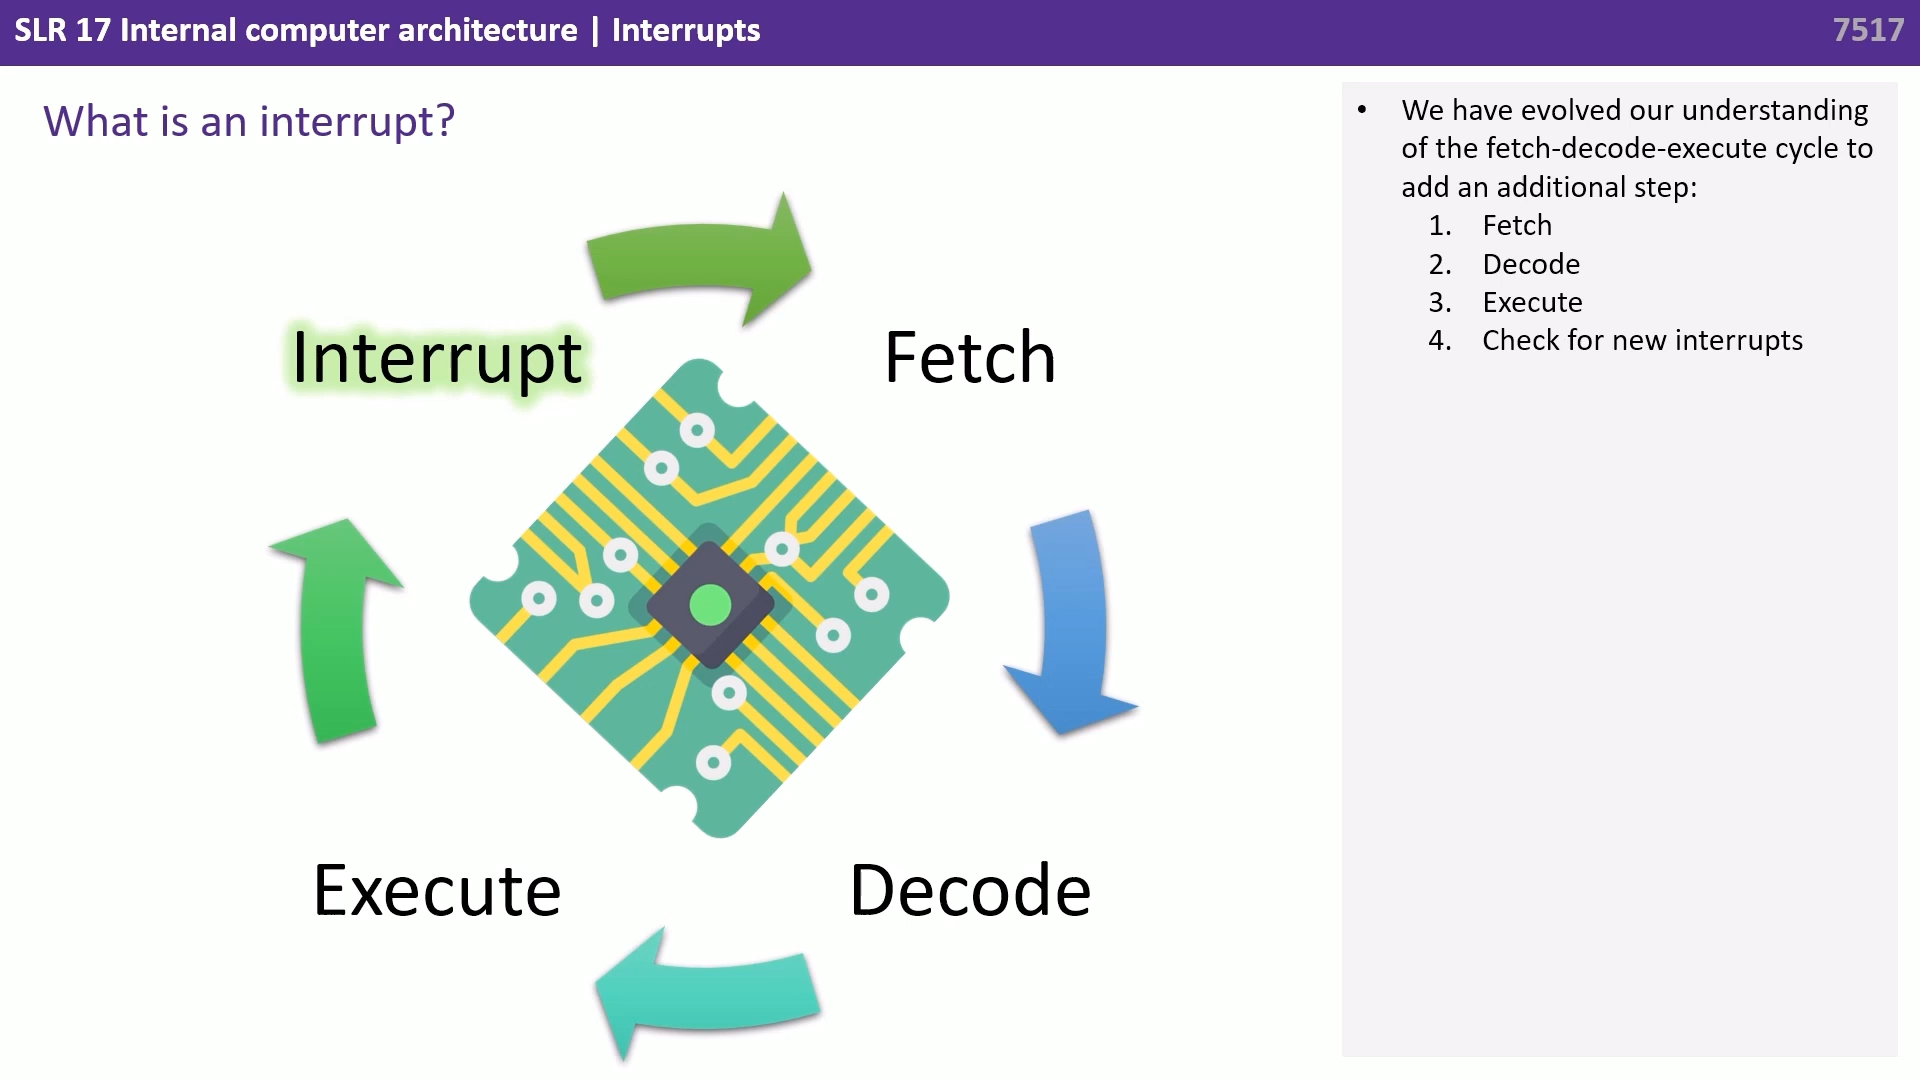 SLR 17 Internal computer architecture | Interrupts
7517
What is an interrupt?
Interrupt
Fetch
Execute
Decode
• We have evolved our understanding
of the fetch-decode-execute cycle to
add an additional step:
1. Fetch
2. Decode
3. Execute
4. Check for new interrupts